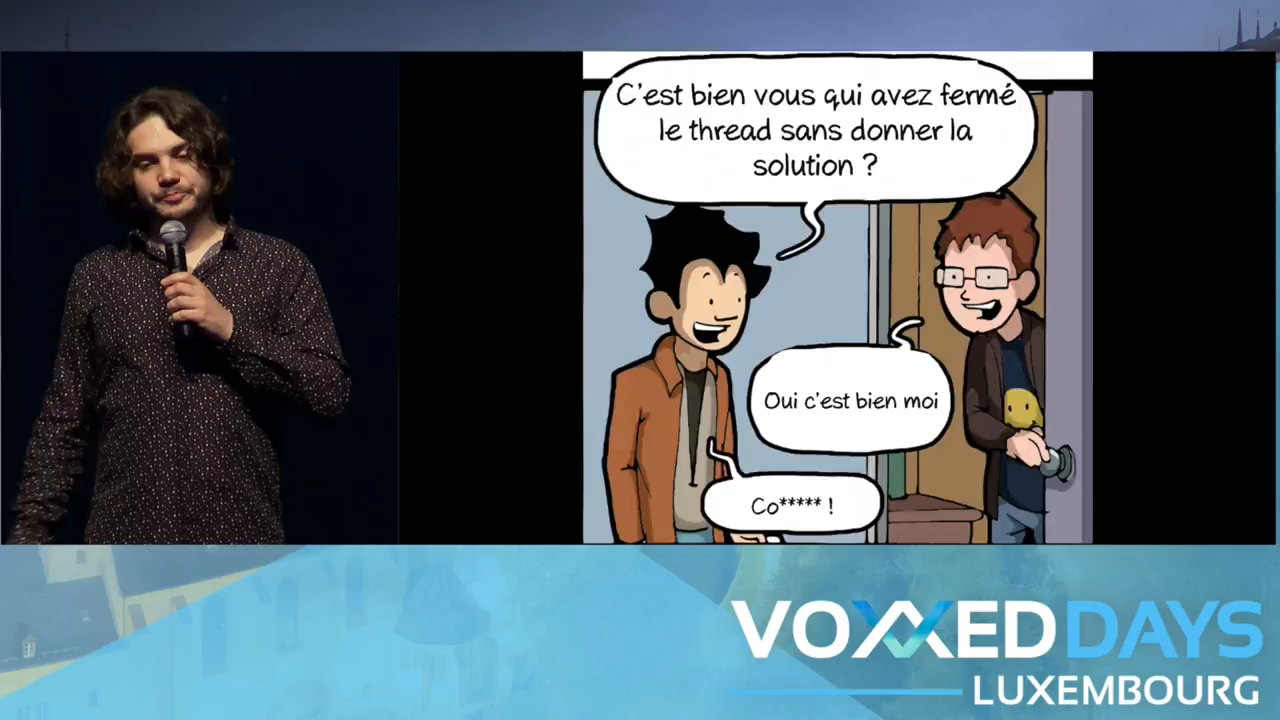 C'est bien vous qui avez fermé
le thread sans donner la
solution ?
Oui c'est bien moi
Co***** !
VOXXED DAYS
LUXEMBOURG